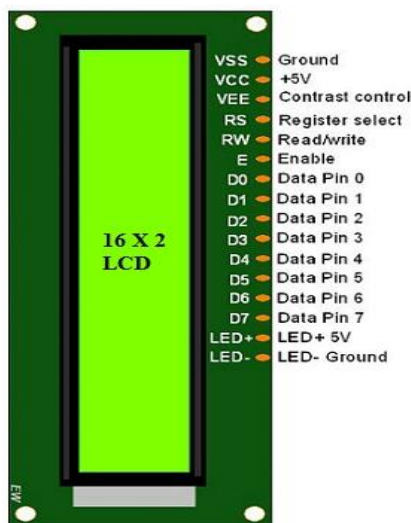 VSS Ground
VCC +5V
VEE Contrast control
RS Register select
RW Read/write
E Enable
D0 Data Pin 0
D1 Data Pin 1
D2 Data Pin 2
D3 Data Pin 3
D4 Data Pin 4
D5 Data Pin 5
D6 Data Pin 6
D7 Data Pin 7
LED+ LED+ 5V
LED- LED- Ground
16 X 2
LCD
EW